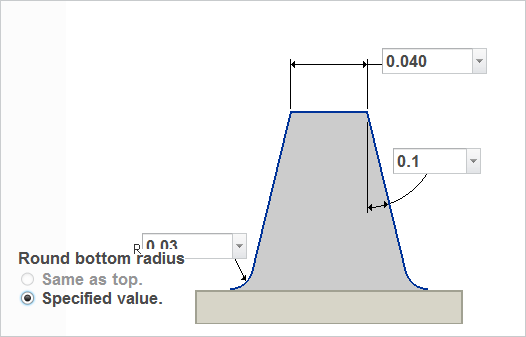 0.040
0.1
R 0.03
Round bottom radius
Same as top.
Specified value.